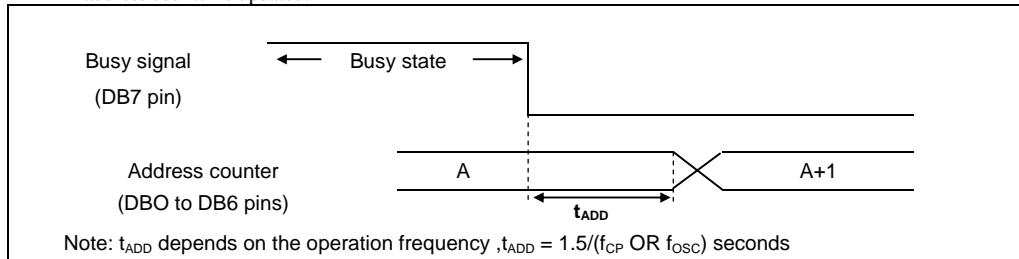 Busy signal
Busy state
(DB7 pin)
Address counter
A
A+1
(DBO to DB6 pins)
tADD
Note: tADD depends on the operation frequency ,tADD = 1.5/(fCP OR fOSC) seconds